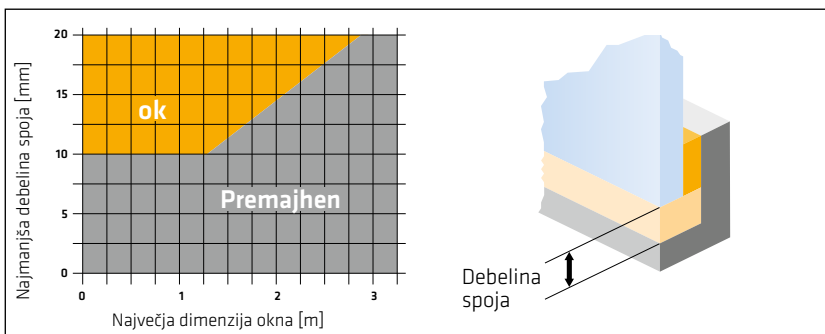 Najmanjša debelina spoja [mm]
20
15
10
5
0
ok
Premajhen
0 1 2 3
Največja dimenzija okna [m]
Debelina
spoja